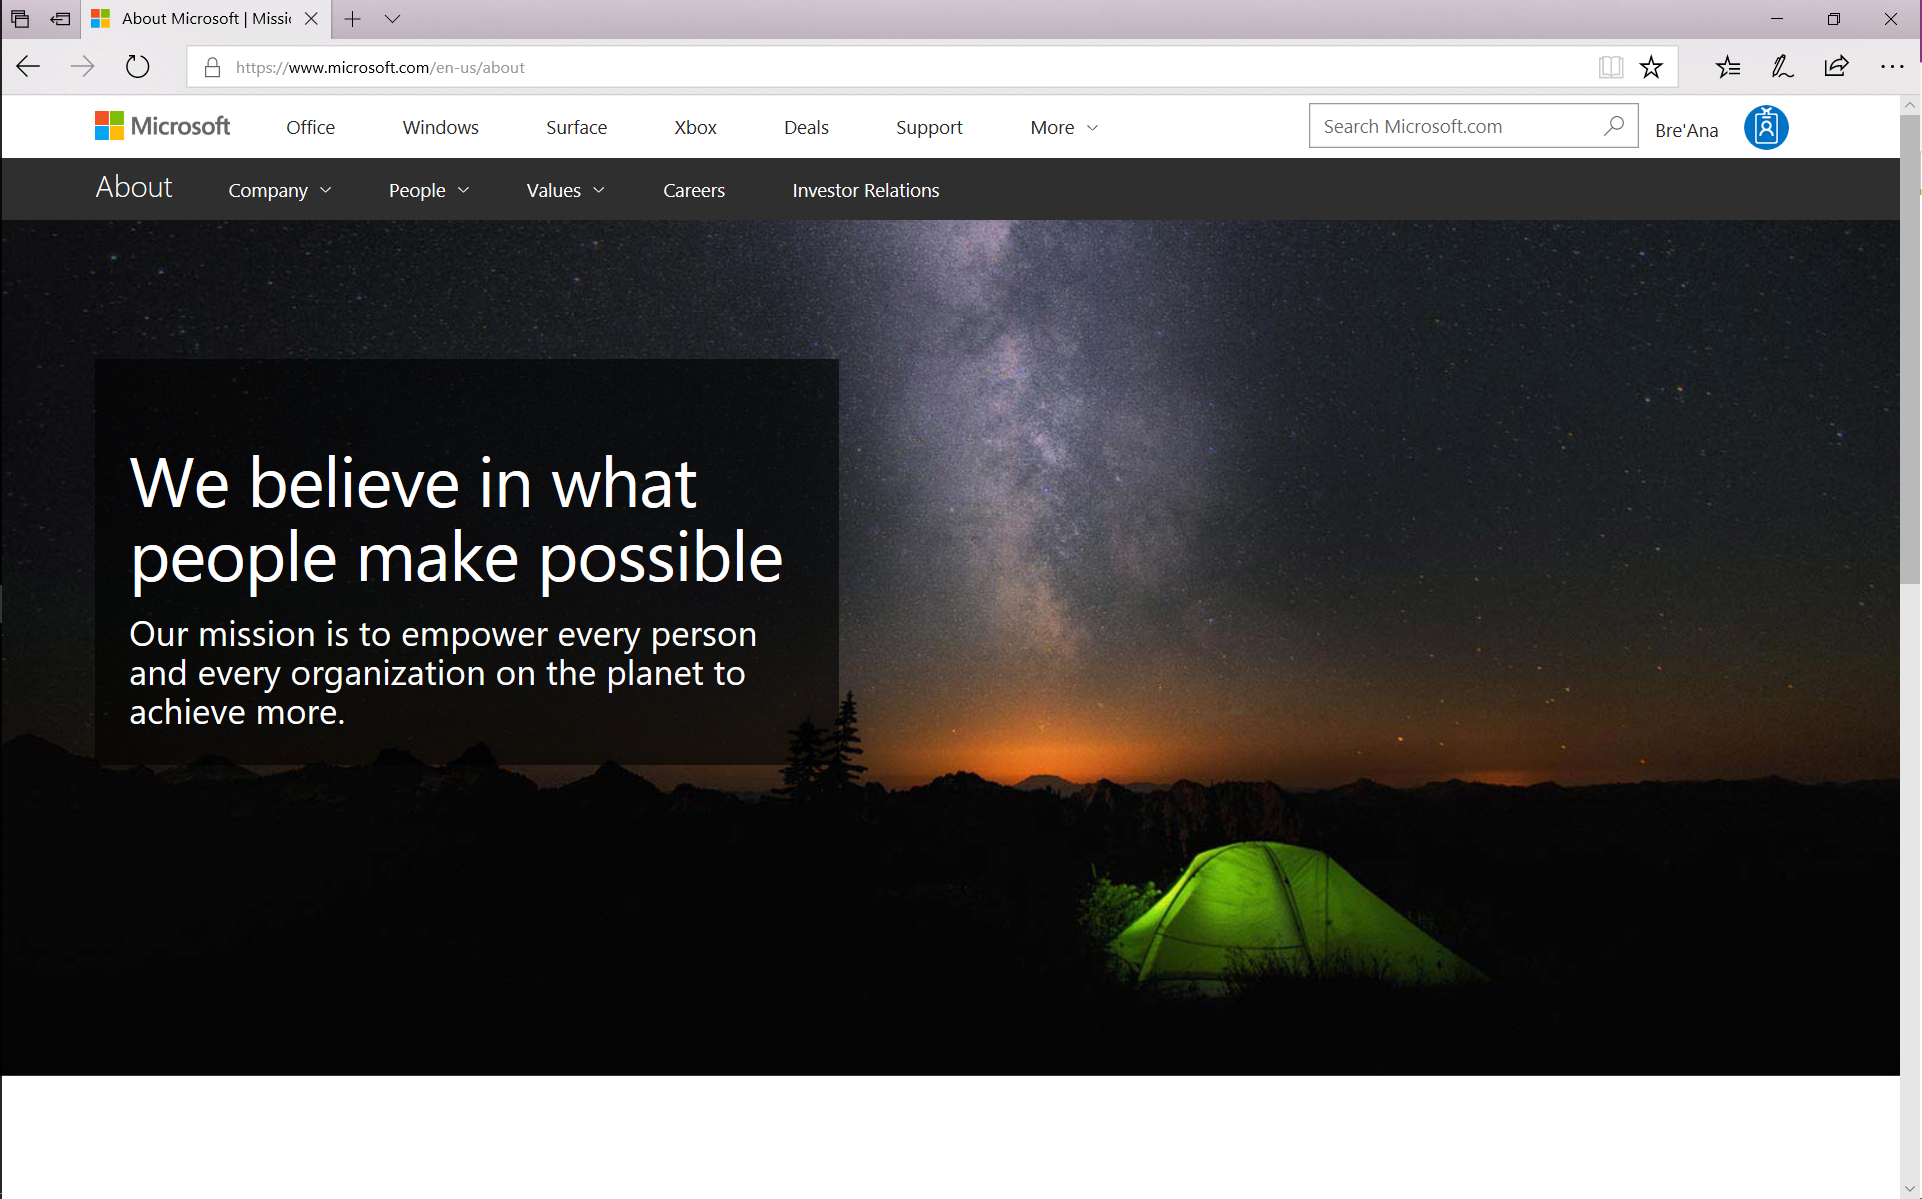 About Microsoft | Missi
https://www.microsoft.com/en-us/about
Microsoft Office Windows Surface Xbox Deals Support More Search Microsoft.com Bre'Ana
About Company People Values Careers Investor Relations
We believe in what
people make possible
Our mission is to empower every person
and every organization on the planet to
achieve more.